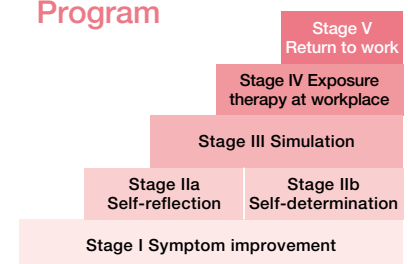 Program
Stage V
Return to work
Stage IV Exposure
therapy at workplace
Stage III Simulation
Stage IIa
Self-reflection
Stage IIb
Self-determination
Stage I Symptom improvement